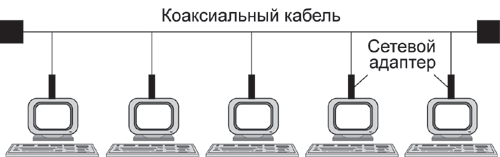 Коаксиальный кабель
Сетевой
адаптер